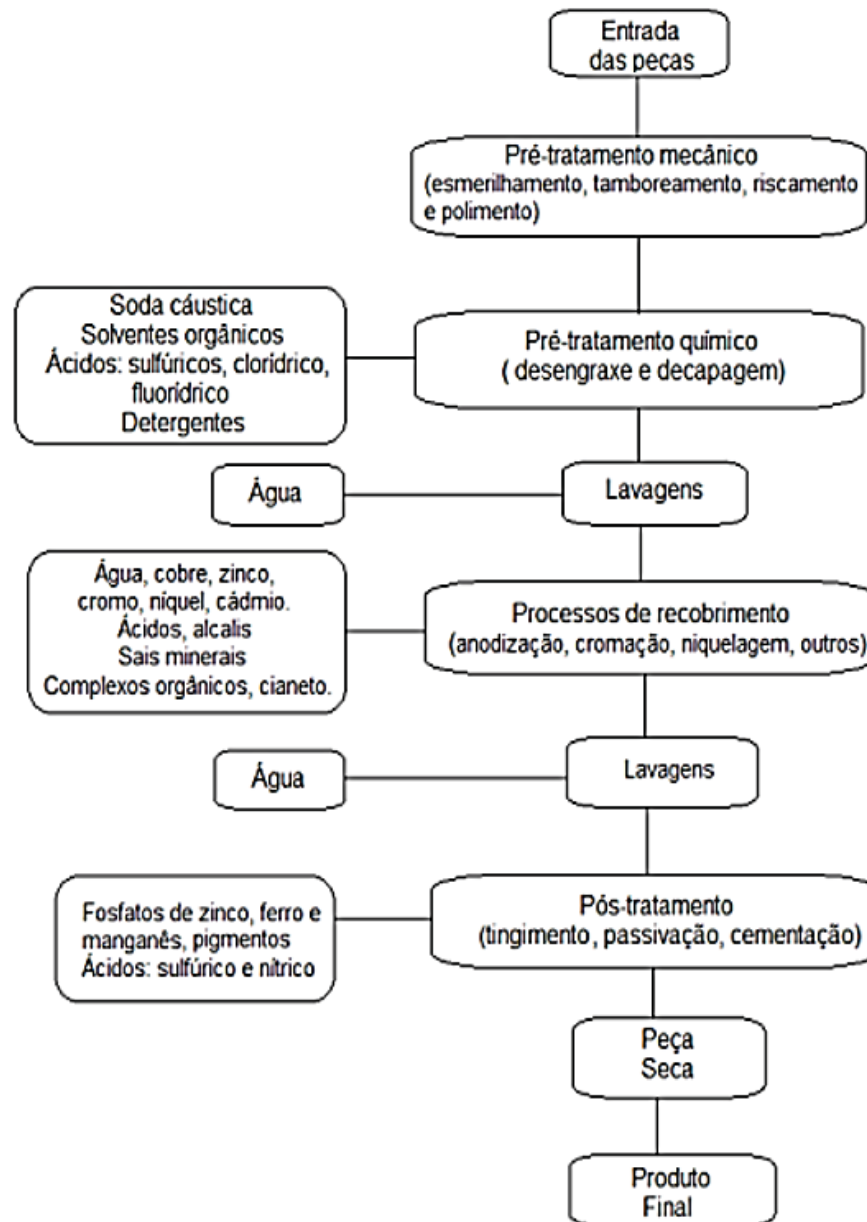 Entrada
das peças
Pré-tratamento mecânico
(esmerilhamento, tamboreamento, riscamento
e polimento)
Soda cáustica
Solventes orgânicos
Ácidos: sulfúricos, clorídrico,
fluorídrico
Detergentes
Pré-tratamento químico
( desengraxe e decapagem)
Água
Lavagens
Água, cobre, zinco,
cromo, níquel, cádmio.
Ácidos, alcalis
Sais minerais
Complexos orgânicos, cianeto.
Processos de recobrimento
(anodização, cromação, niquelagem, outros)
Água
Lavagens
Fosfatos de zinco, ferro e
manganês, pigmentos
Ácidos: sulfúrico e nítrico
Pós-tratamento
(tingimento, passivação, cementação)
Peça
Seca
Produto
Final